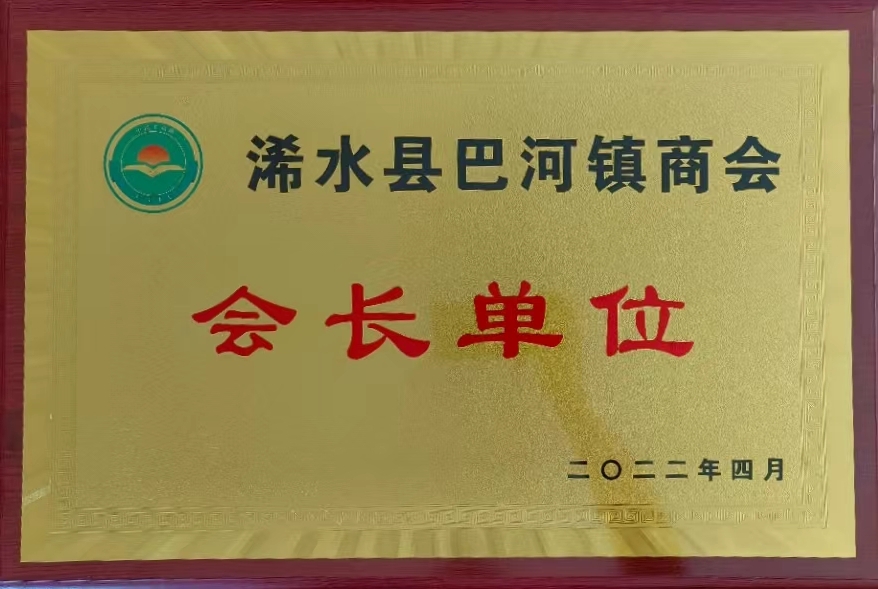 浠水县巴河镇商会
会长单位
二〇二二年四月